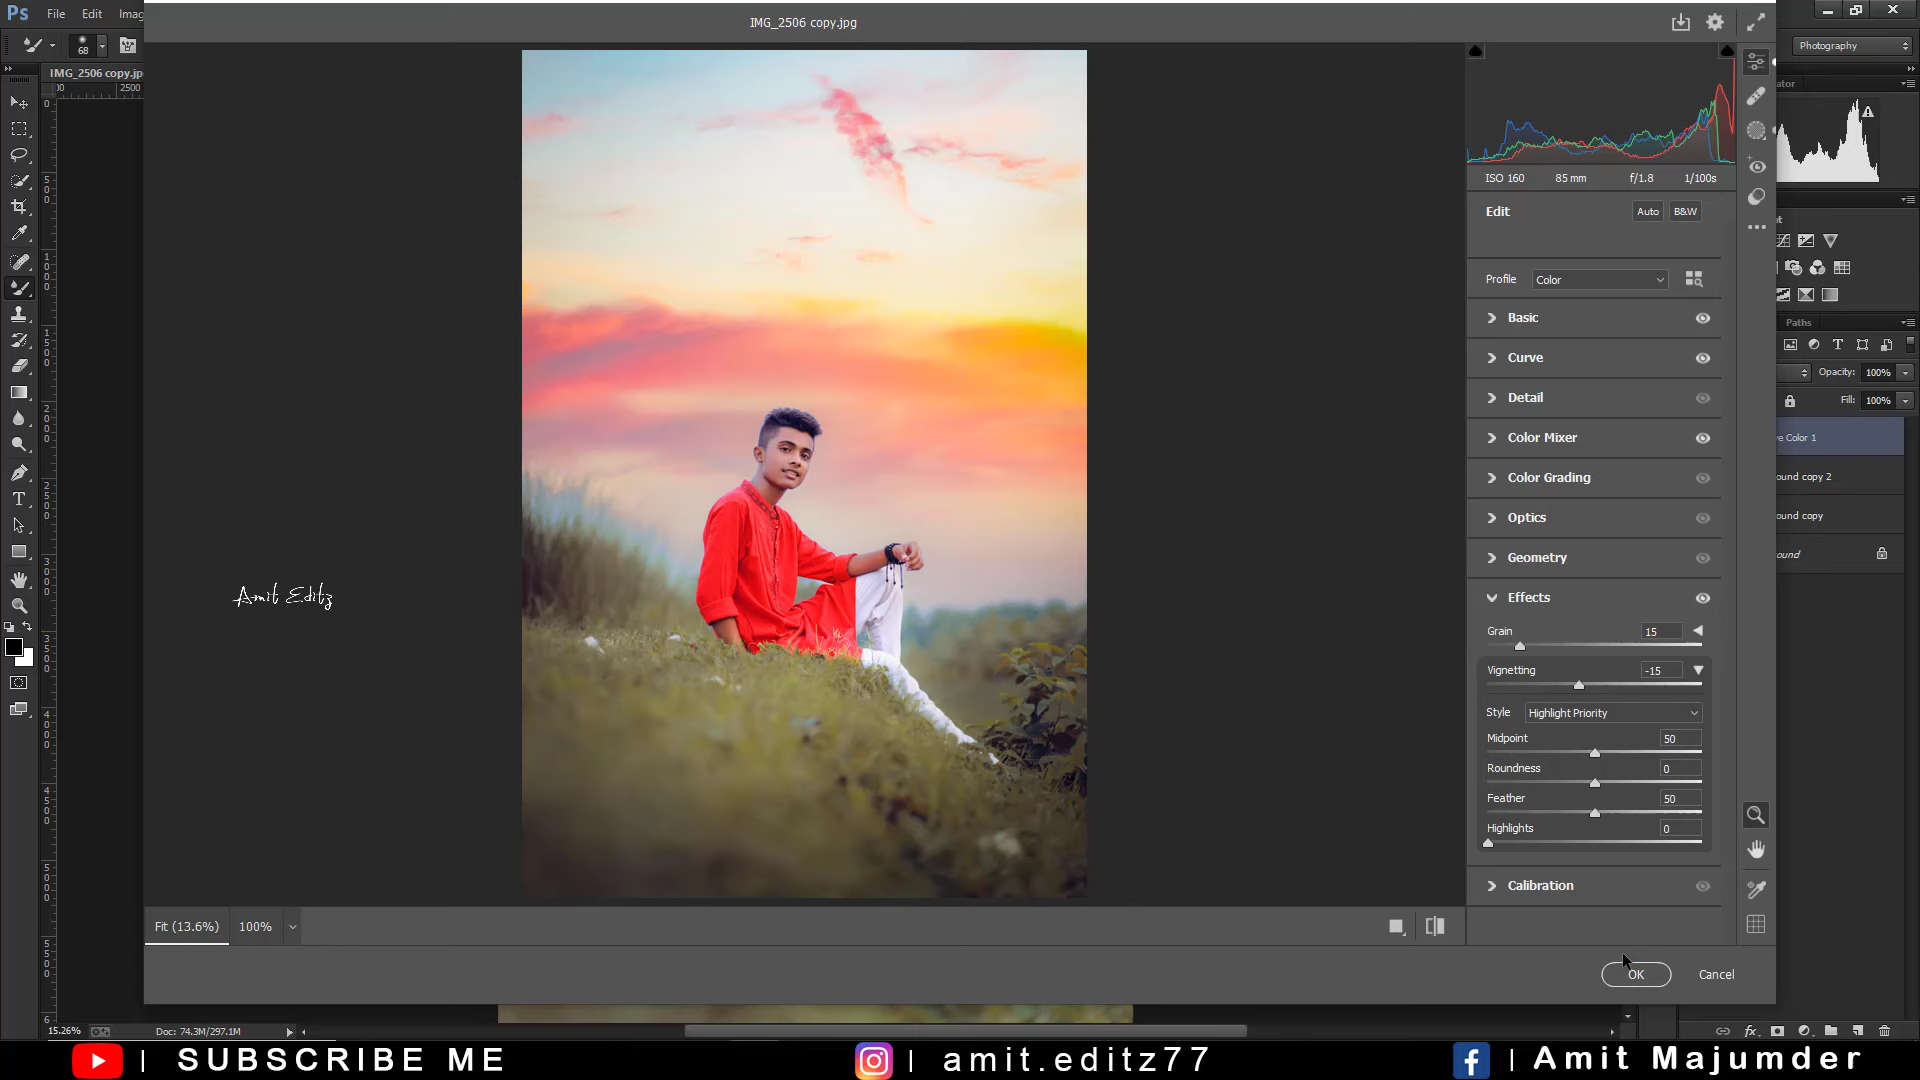 Ps File Edit Imag
IMG_2506 copy.jpg
68
Photography
IMG_2506 copy.jp
ator
2500
ISO 160 85 mm f/1.8 1/100s
Edit Auto B&W
Profile Color
Basic
Curve
Paths
Detail
Opacity: 100%
Fill: 100%
Color Mixer
e Color 1
Color Grading
ound copy 2
Optics
ound copy
Geometry
ound
Effects
Amit Editz
Grain 15
Vignetting -15
Style Highlight Priority
Midpoint 50
Roundness 0
Feather 50
Highlights 0
Calibration
Fit (13.6%) 100%
OK Cancel
15.26% Doc: 74.3M/297.1M
| SUBSCRIBE ME | amit.editz77 | Amit Majumder